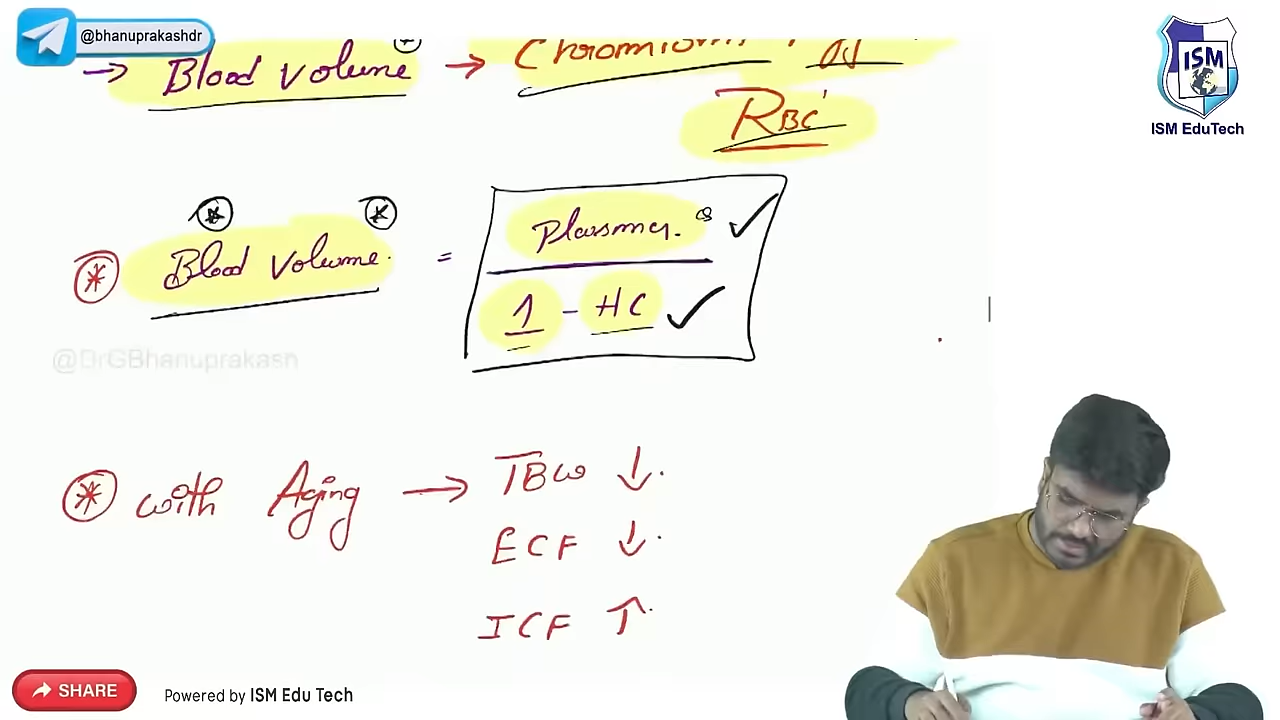 @bhanuprakashdr
→ Blood Volume → Chromium
RBC
ISM
ISM EduTech
Blood Volume = Plasma
1 - HC
@DrGBhanuprakash
with Aging → TBW ↓
ECF ↓
ICF ↑
SHARE
Powered by ISM Edu Tech